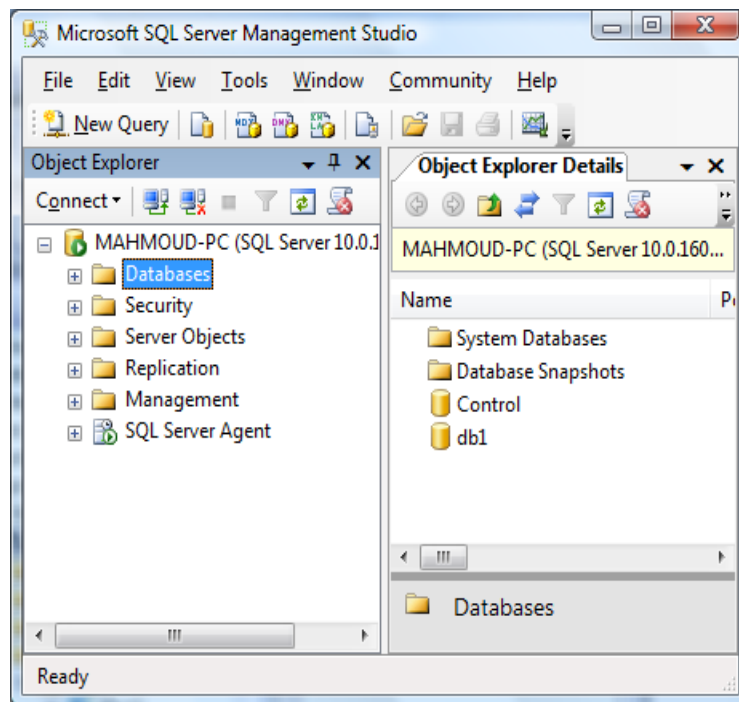 Microsoft SQL Server Management Studio
File Edit View Tools Window Community Help
New Query
Object Explorer
Connect
MAHMOUD-PC (SQL Server 10.0.1
Databases
Security
Server Objects
Replication
Management
SQL Server Agent
Object Explorer Details
MAHMOUD-PC (SQL Server 10.0.160...
Name
System Databases
Database Snapshots
Control
db1
Databases
Ready